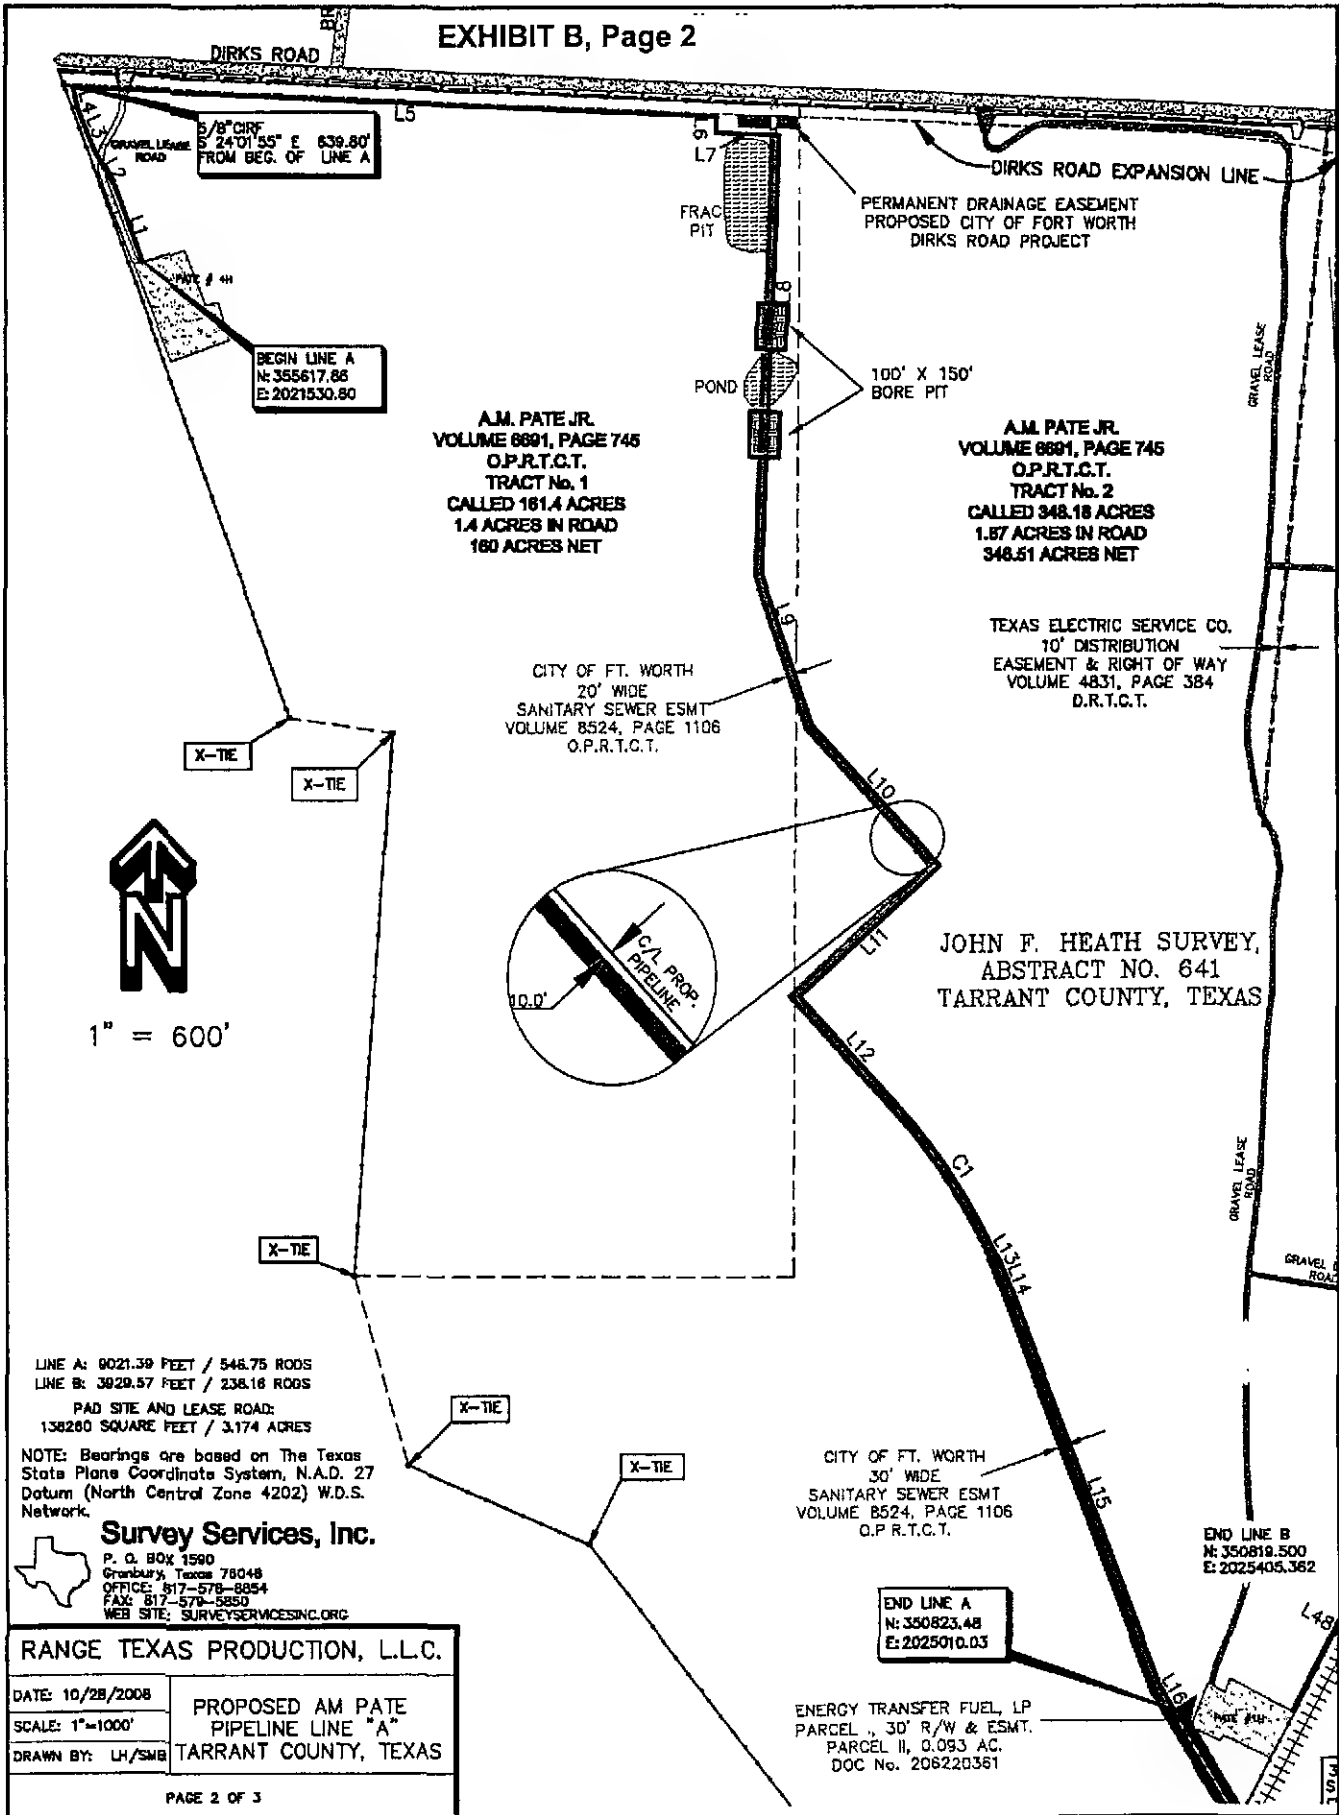 EXHIBIT B, Page 2
BR
DIRKS ROAD
L5
L6
L7
L4
L3
L2
L1
GRAVEL LEASE
ROAD
5/8"CIRF
S 24°01'55" E 639.80'
FROM BEG. OF LINE A
DIRKS ROAD EXPANSION LINE
PERMANENT DRAINAGE EASEMENT
PROPOSED CITY OF FORT WORTH
DIRKS ROAD PROJECT
FRAC
PIT
PATE # 4H
L8
BEGIN LINE A
N: 355617.86
E: 2021530.80
POND
100' X 150'
BORE PIT
GRAVEL LEASE
ROAD
A.M. PATE JR.
VOLUME 6691, PAGE 745
O.P.R.T.C.T.
TRACT No. 1
CALLED 161.4 ACRES
1.4 ACRES IN ROAD
160 ACRES NET
A.M. PATE JR.
VOLUME 6691, PAGE 745
O.P.R.T.C.T.
TRACT No. 2
CALLED 348.18 ACRES
1.67 ACRES IN ROAD
346.51 ACRES NET
L9
TEXAS ELECTRIC SERVICE CO.
10' DISTRIBUTION
EASEMENT & RIGHT OF WAY
VOLUME 4831, PAGE 384
D.R.T.C.T.
CITY OF FT. WORTH
20' WIDE
SANITARY SEWER ESMT
VOLUME 8524, PAGE 1106
O.P.R.T.C.T.
X-TIE
X-TIE
L10
N
1" = 600'
C/L PROP.
PIPELINE
10.0'
L11
JOHN F. HEATH SURVEY,
ABSTRACT NO. 641
TARRANT COUNTY, TEXAS
L12
C1
GRAVEL LEASE
ROAD
L13
L14
X-TIE
GRAVEL
ROAD
LINE A: 9021.39 FEET / 546.75 RODS
LINE B: 3929.57 FEET / 238.16 RODS
PAD SITE AND LEASE ROAD:
138260 SQUARE FEET / 3.174 ACRES
X-TIE
X-TIE
NOTE: Bearings are based on The Texas
State Plane Coordinate System, N.A.D. 27
Datum (North Central Zone 4202) W.D.S.
Network.
CITY OF FT. WORTH
30' WIDE
SANITARY SEWER ESMT
VOLUME 8524, PAGE 1106
O.P R.T.C.T.
L15
Survey Services, Inc.
P. O. BOX 1590
Granbury, Texas 76048
OFFICE: 817-579-8854
FAX: 817-579-5850
WEB SITE: SURVEYSERVICESINC.ORG
END LINE B
N: 350819.500
E: 2025405.362
END LINE A
N: 350823.48
E: 2025010.03
L48
L16
PATE #1H
ENERGY TRANSFER FUEL, LP
PARCEL ., 30' R/W & ESMT.
PARCEL II, 0.093 AC.
DOC No. 206220361
RANGE TEXAS PRODUCTION, L.L.C.
DATE: 10/28/2008
SCALE: 1"=1000'
DRAWN BY: LH/SMB
PROPOSED AM PATE
PIPELINE LINE "A"
TARRANT COUNTY, TEXAS
PAGE 2 OF 3